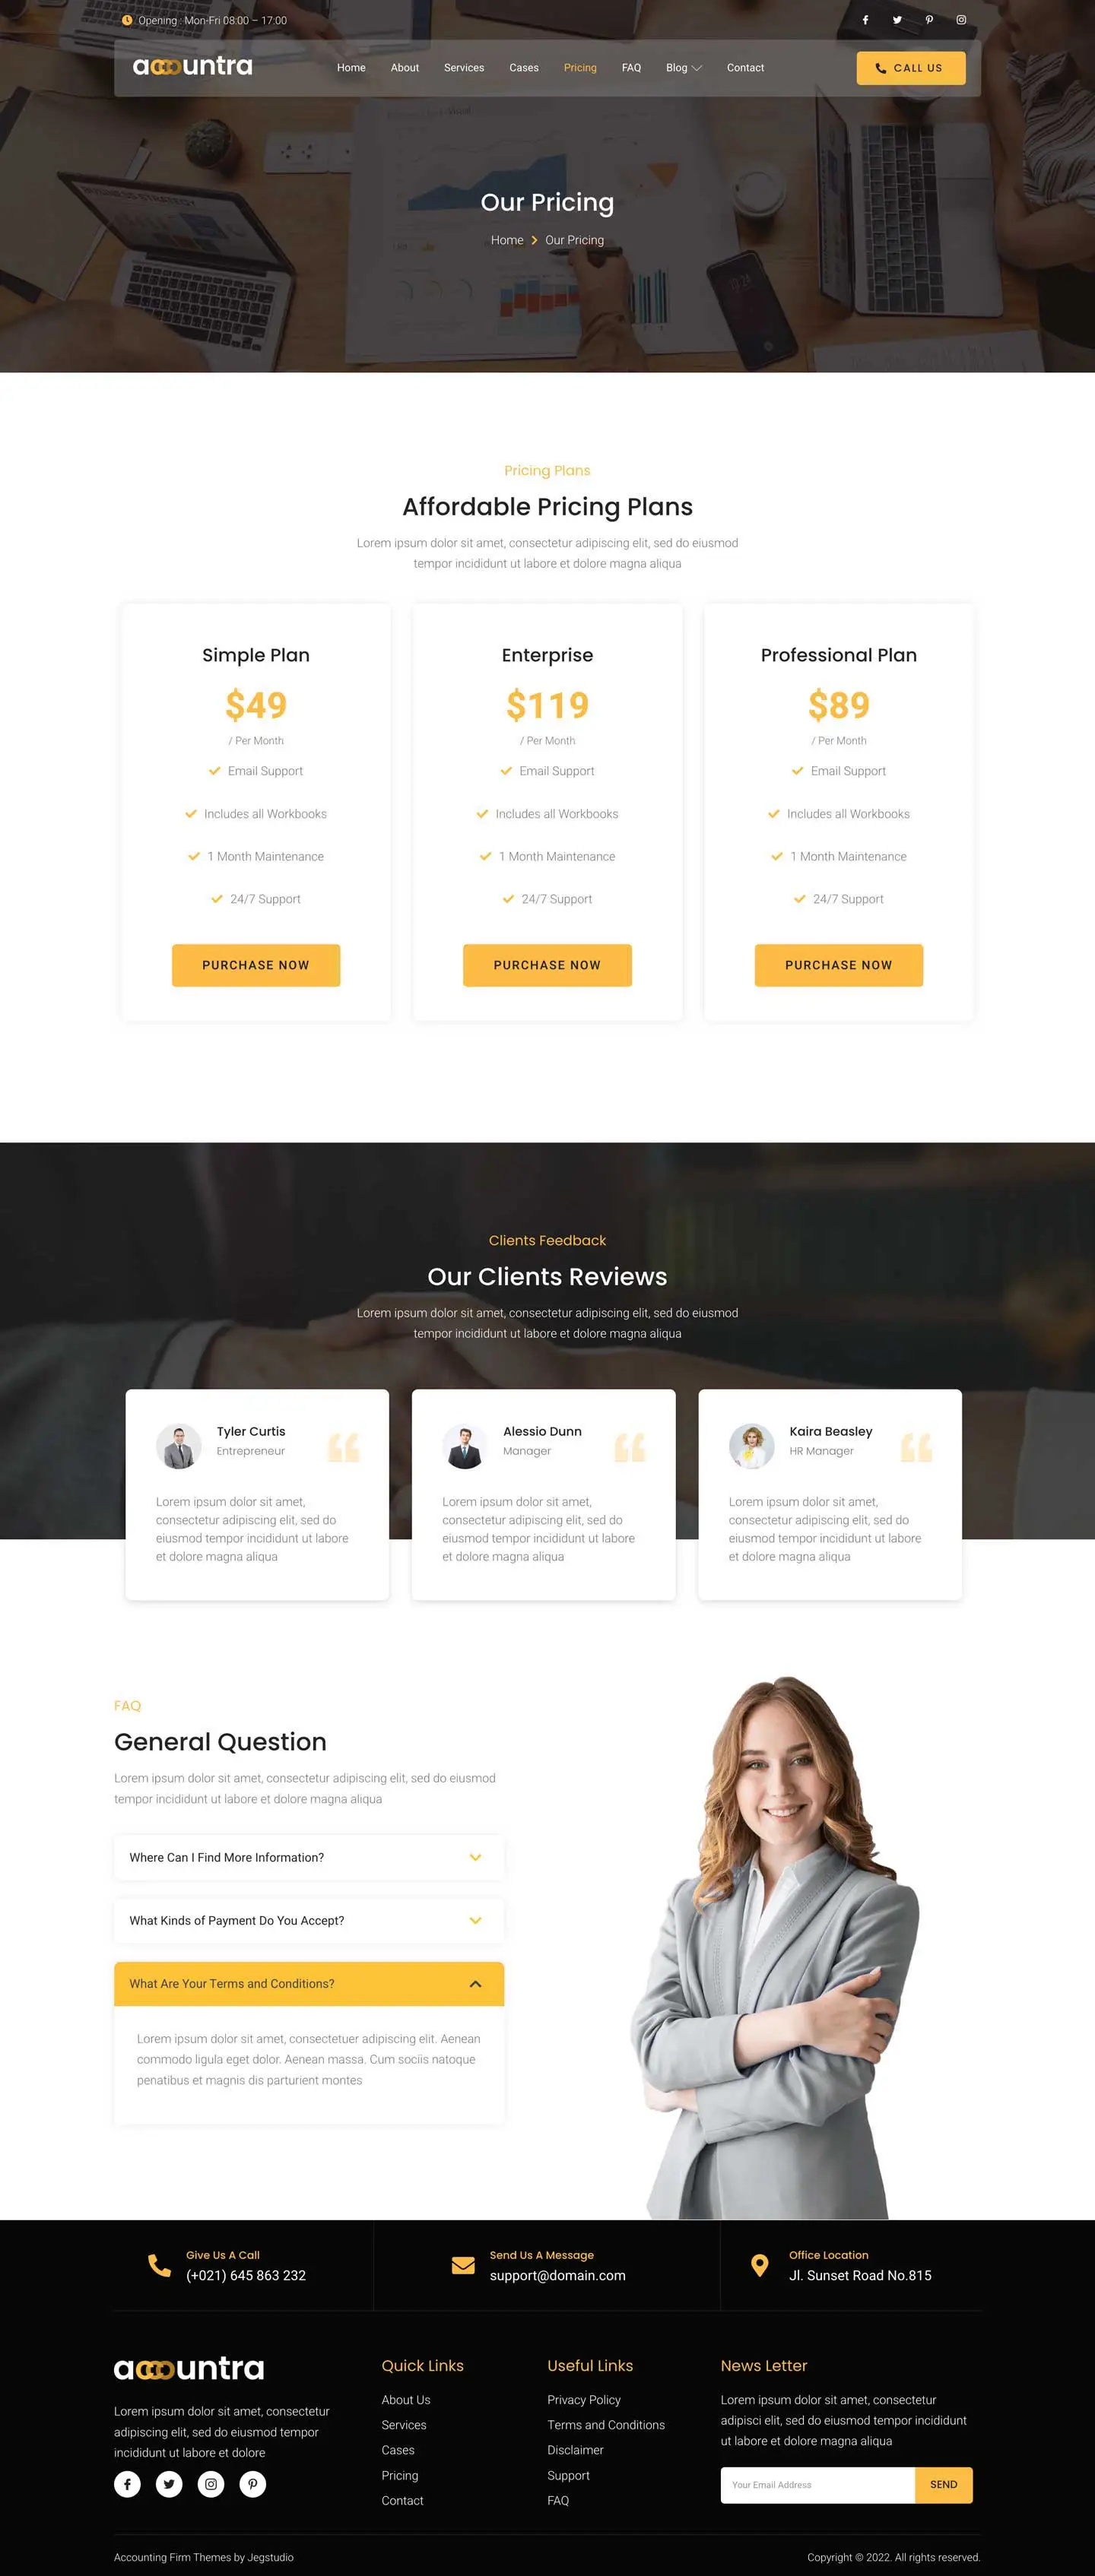 Opening : Mon-Fri 08:00 – 17:00
accountra
Home About Services Cases Pricing FAQ Blog Contact
CALL US
Our Pricing
Home Our Pricing
Pricing Plans
Affordable Pricing Plans
Lorem ipsum dolor sit amet, consectetur adipiscing elit, sed do eiusmod
tempor incididunt ut labore et dolore magna aliqua
Simple Plan
$49
/ Per Month
Email Support
Includes all Workbooks
1 Month Maintenance
24/7 Support
PURCHASE NOW
Enterprise
$119
/ Per Month
Email Support
Includes all Workbooks
1 Month Maintenance
24/7 Support
PURCHASE NOW
Professional Plan
$89
/ Per Month
Email Support
Includes all Workbooks
1 Month Maintenance
24/7 Support
PURCHASE NOW
Clients Feedback
Our Clients Reviews
Lorem ipsum dolor sit amet, consectetur adipiscing elit, sed do eiusmod
tempor incididunt ut labore et dolore magna aliqua
Tyler Curtis
Entrepreneur
Lorem ipsum dolor sit amet,
consectetur adipiscing elit, sed do
eiusmod tempor incididunt ut labore
et dolore magna aliqua
Alessio Dunn
Manager
Lorem ipsum dolor sit amet,
consectetur adipiscing elit, sed do
eiusmod tempor incididunt ut labore
et dolore magna aliqua
Kaira Beasley
HR Manager
Lorem ipsum dolor sit amet,
consectetur adipiscing elit, sed do
eiusmod tempor incididunt ut labore
et dolore magna aliqua
FAQ
General Question
Lorem ipsum dolor sit amet, consectetur adipiscing elit, sed do eiusmod
tempor incididunt ut labore et dolore magna aliqua
Where Can I Find More Information?
What Kinds of Payment Do You Accept?
What Are Your Terms and Conditions?
Lorem ipsum dolor sit amet, consectetuer adipiscing elit. Aenean
commodo ligula eget dolor. Aenean massa. Cum sociis natoque
penatibus et magnis dis parturient montes
Give Us A Call
(+021) 645 863 232
Send Us A Message
support@domain.com
Office Location
Jl. Sunset Road No.815
accountra
Lorem ipsum dolor sit amet, consectetur
adipiscing elit, sed do eiusmod tempor
incididunt ut labore et dolore
Quick Links
About Us
Services
Cases
Pricing
Contact
Useful Links
Privacy Policy
Terms and Conditions
Disclaimer
Support
FAQ
News Letter
Lorem ipsum dolor sit amet, consectetur
adipisci elit, sed do eiusmod tempor incididunt
ut labore et dolore magna aliqua
Your Email Address
SEND
Accounting Firm Themes by Jegstudio
Copyright © 2022. All rights reserved.